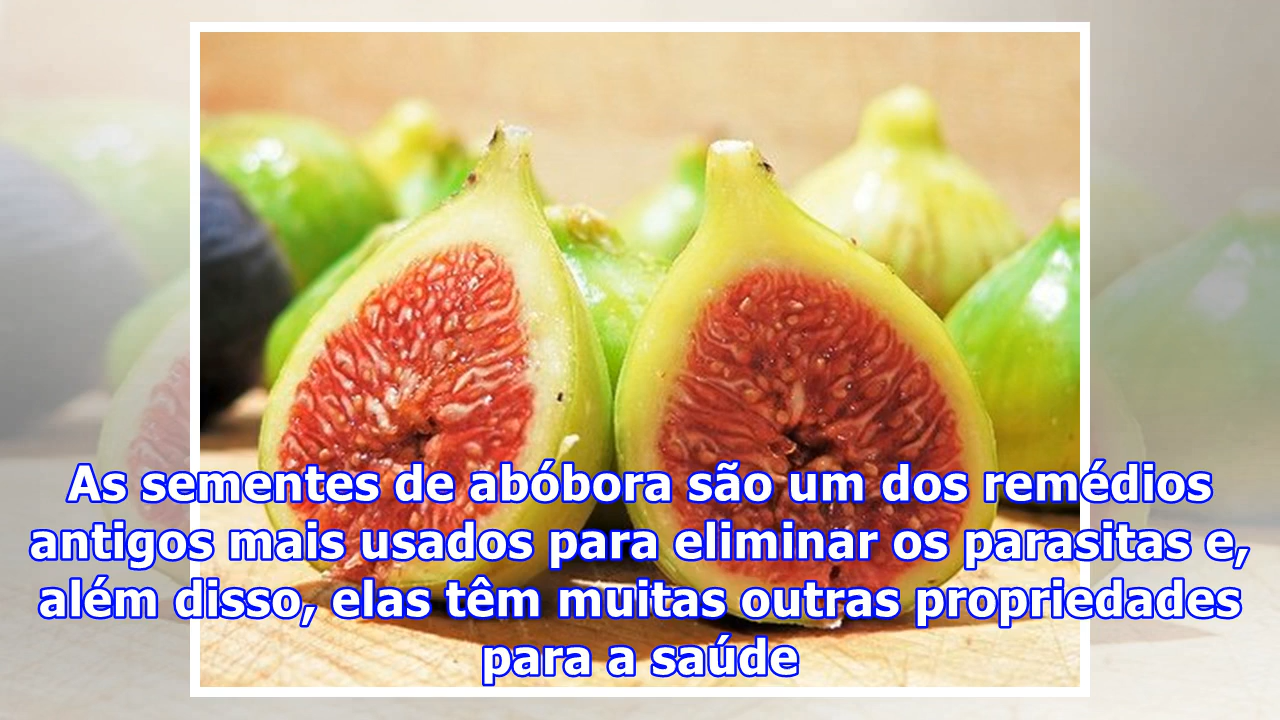 As sementes de abóbora são um dos remédios
antigos mais usados para eliminar os parasitas e,
além disso, elas têm muitas outras propriedades
para a saúde